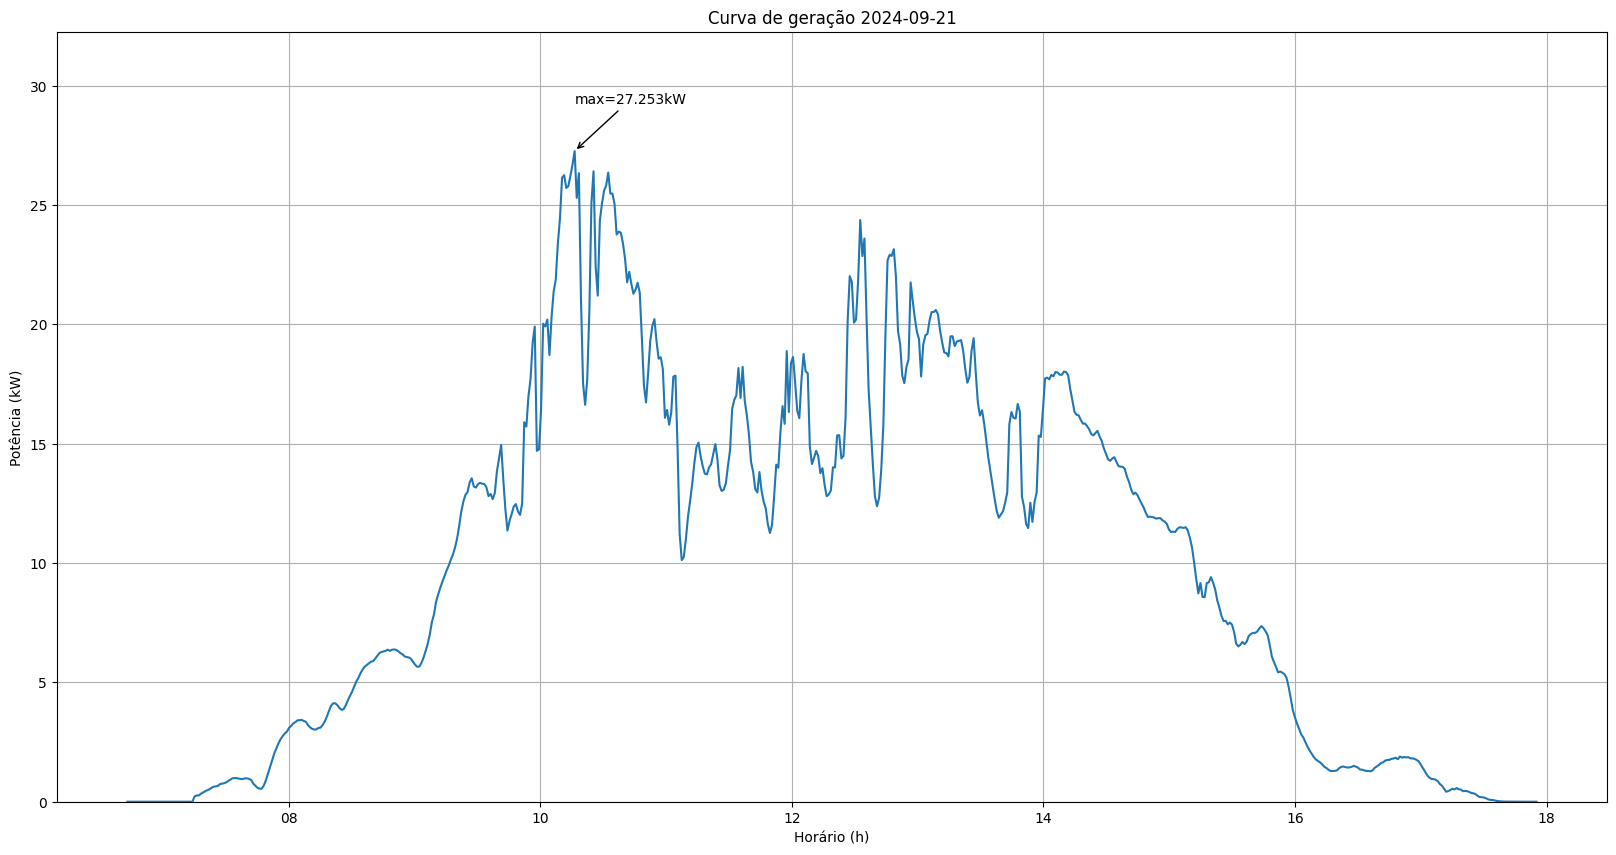 Curva de geração 2024-09-21
max=27.253kW
Potência (kW)
30
25
20
15
10
5
0
08 10 12 14 16 18
Horário (h)